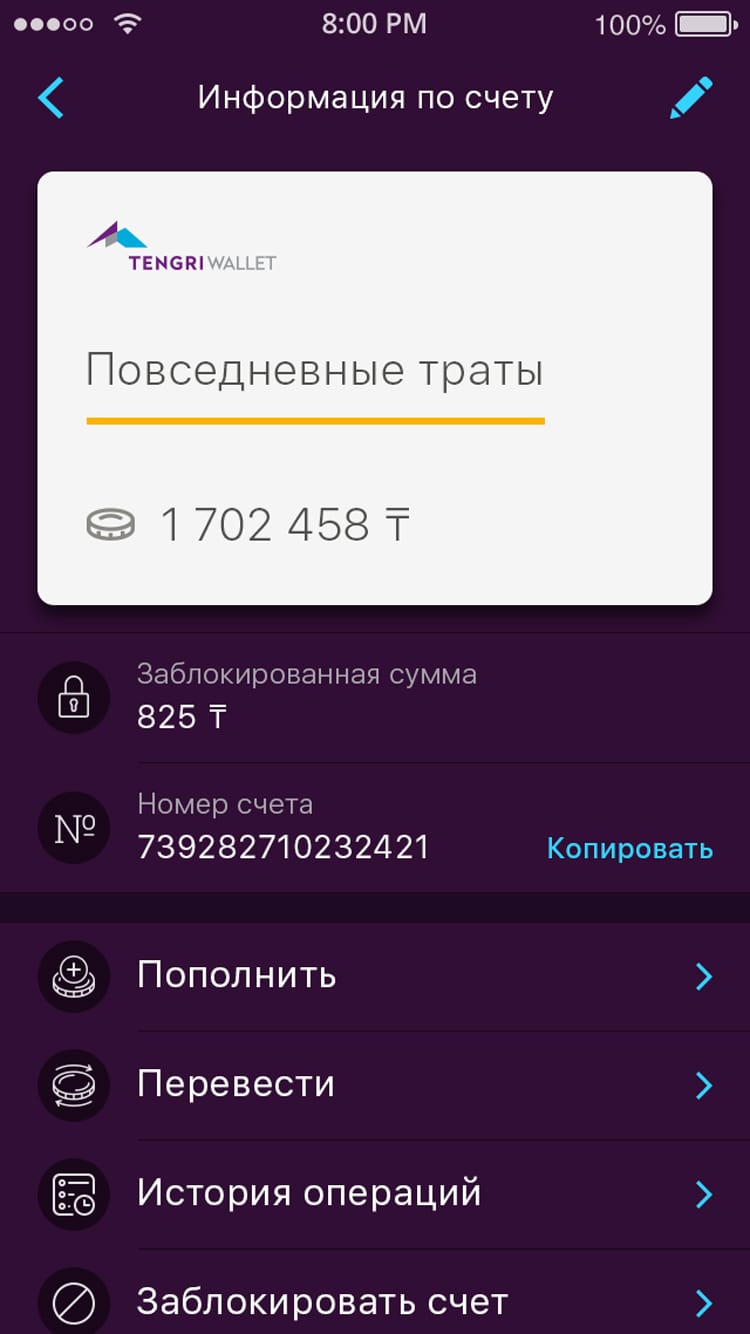 8:00 PM 100%
Информация по счету
TENGRI WALLET
Повседневные траты
1 702 458 ₸
Заблокированная сумма
825 ₸
Номер счета
№ 739282710232421 Копировать
Пополнить
Перевести
История операций
Заблокировать счет